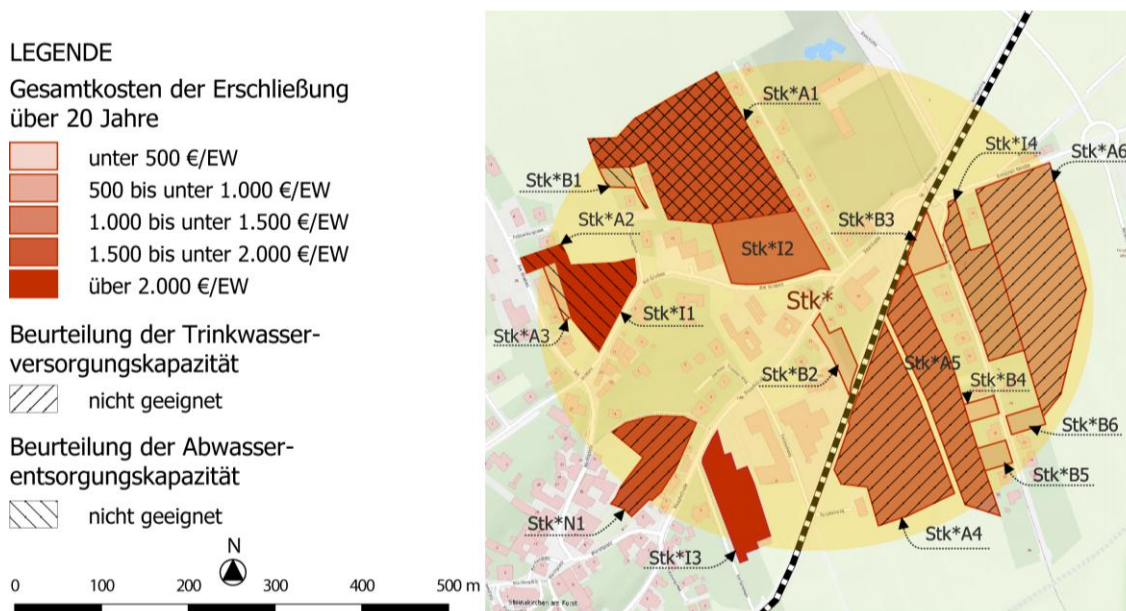 LEGENDE
Gesamtkosten der Erschließung
über 20 Jahre
unter 500 €/EW
500 bis unter 1.000 €/EW
1.000 bis unter 1.500 €/EW
1.500 bis unter 2.000 €/EW
über 2.000 €/EW
Beurteilung der Trinkwasser-
versorgungskapazität
nicht geeignet
Beurteilung der Abwasser-
entsorgungskapazität
nicht geeignet
N
0 100 200 300 400 500 m
Stk*A1
Stk*I4
Stk*A6
Stk*B1
Stk*A2
Stk*B3
Stk*I2
Stk*
Stk*I1
Stk*A3
Stk*A5
Stk*B2
Stk*B4
Stk*B6
Stk*B5
Stk*N1
Stk*A4
Stk*I3
Steinakirchen am Forst